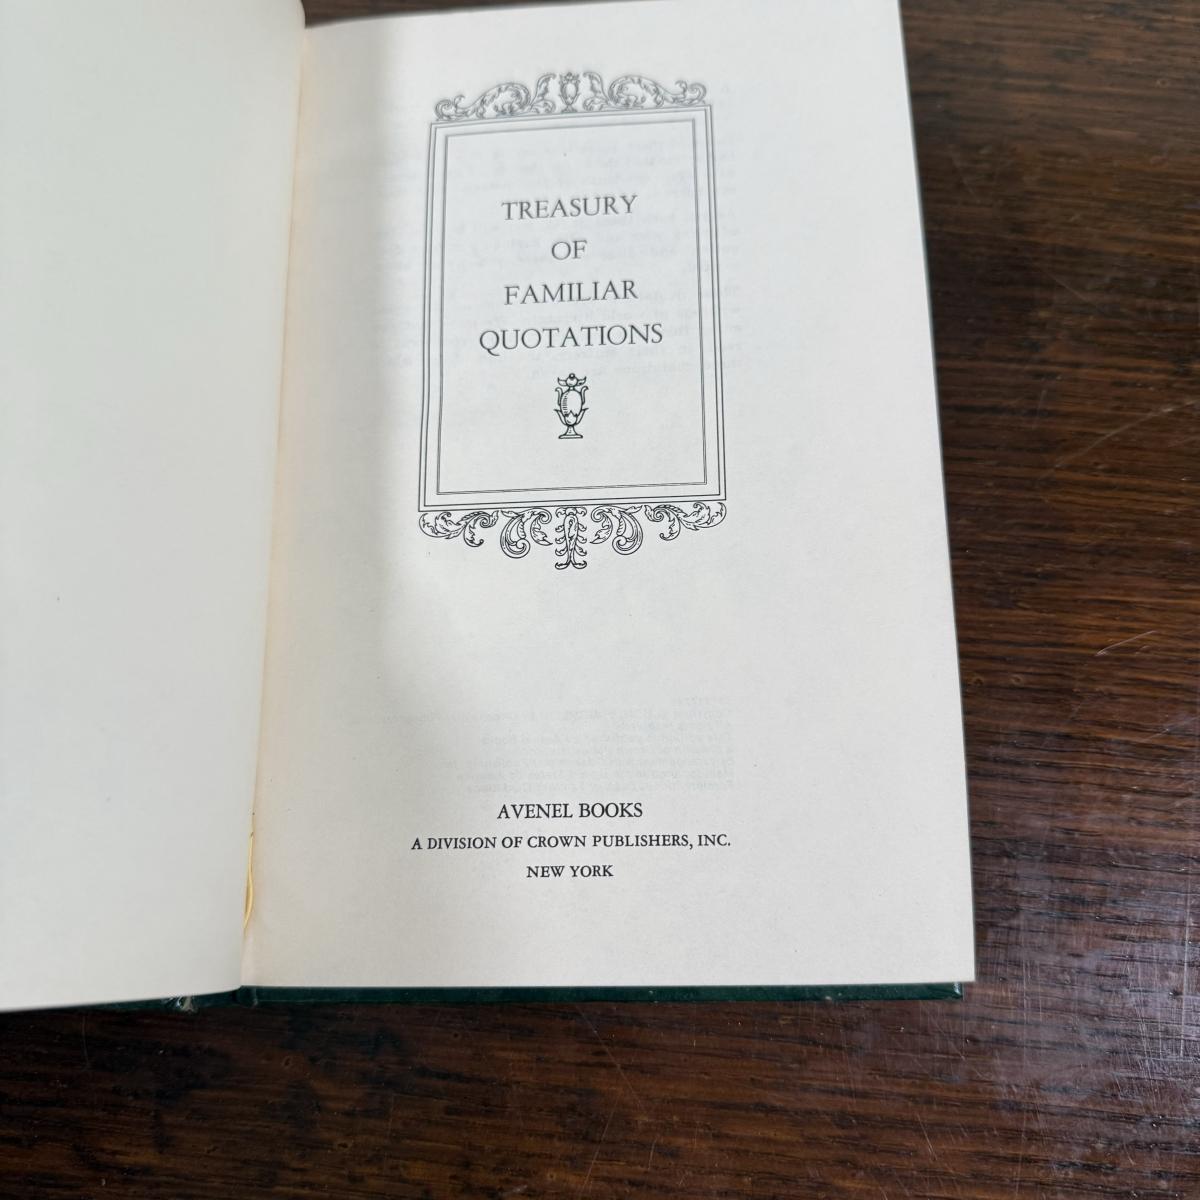 TREASURY
OF
FAMILIAR
QUOTATIONS
AVENEL BOOKS
A DIVISION OF CROWN PUBLISHERS, INC.
NEW YORK